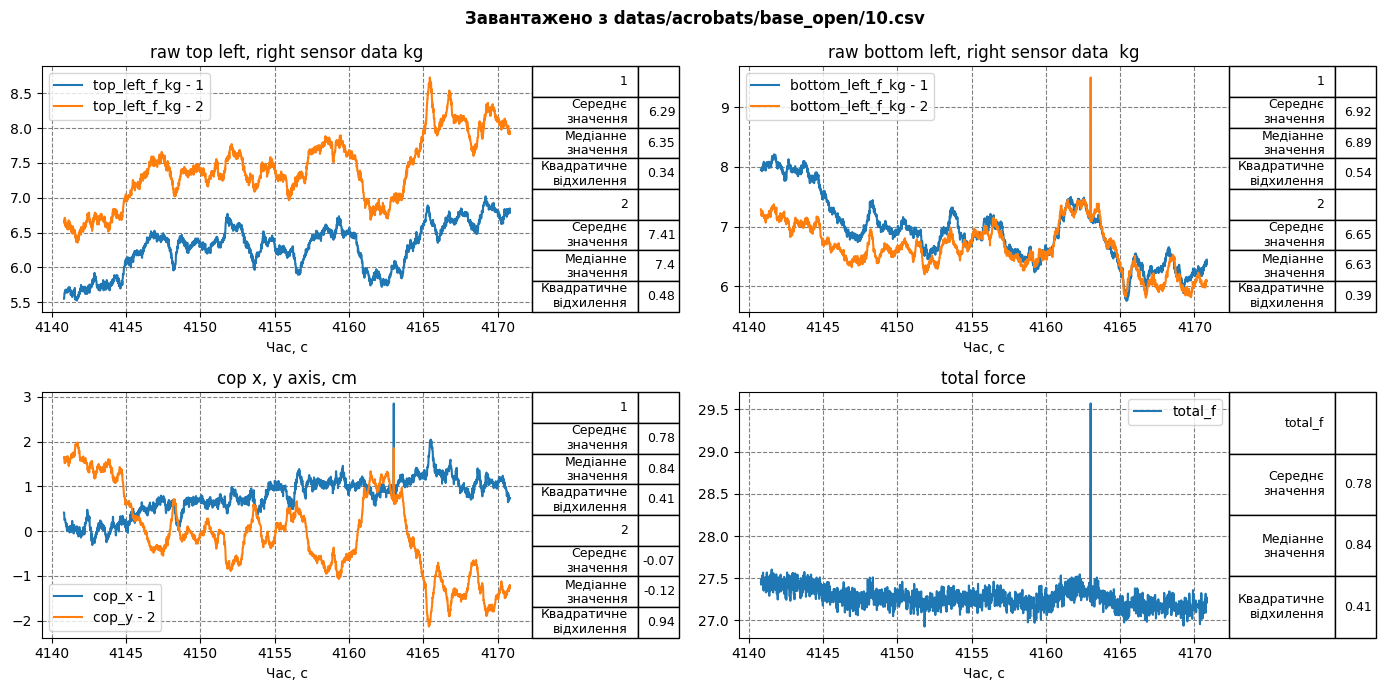 Завантажено з datas/acrobats/base_open/10.csv
raw top left, right sensor data kg
top_left_f_kg - 1
top_left_f_kg - 2
8.5
8.0
7.5
7.0
6.5
6.0
5.5
4140 4145 4150 4155 4160 4165 4170
Час, с
1
Середнє
значення 6.29
Медіанне
значення 6.35
Квадратичне
відхилення 0.34
2
Середнє
значення 7.41
Медіанне
значення 7.4
Квадратичне
відхилення 0.48
raw bottom left, right sensor data  kg
bottom_left_f_kg - 1
bottom_left_f_kg - 2
9
8
7
6
4140 4145 4150 4155 4160 4165 4170
Час, с
1
Середнє
значення 6.92
Медіанне
значення 6.89
Квадратичне
відхилення 0.54
2
Середнє
значення 6.65
Медіанне
значення 6.63
Квадратичне
відхилення 0.39
cop x, y axis, cm
3
2
1
0
−1
−2
cop_x - 1
cop_y - 2
4140 4145 4150 4155 4160 4165 4170
Час, с
1
Середнє
значення 0.78
Медіанне
значення 0.84
Квадратичне
відхилення 0.41
2
Середнє
значення -0.07
Медіанне
значення -0.12
Квадратичне
відхилення 0.94
total force
total_f
29.5
29.0
28.5
28.0
27.5
27.0
4140 4145 4150 4155 4160 4165 4170
Час, с
total_f
Середнє
значення 0.78
Медіанне
значення 0.84
Квадратичне
відхилення 0.41